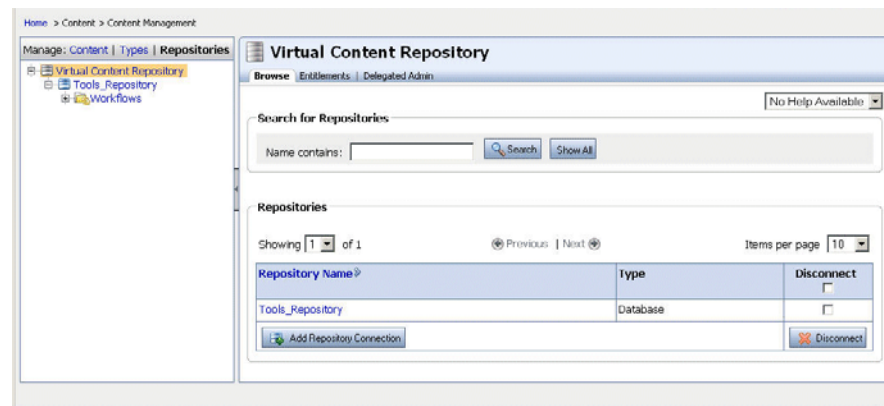 Home > Content > Content Management
Manage: Content | Types | Repositories
Virtual Content Repository
Tools_Repository
Workflows
Virtual Content Repository
Browse | Entitlements | Delegated Admin
No Help Available
Search for Repositories
Name contains: Search Show All
Repositories
Showing 1 of 1 Previous | Next Items per page 10
Repository Name Type Disconnect
Tools_Repository Database
Add Repository Connection Disconnect